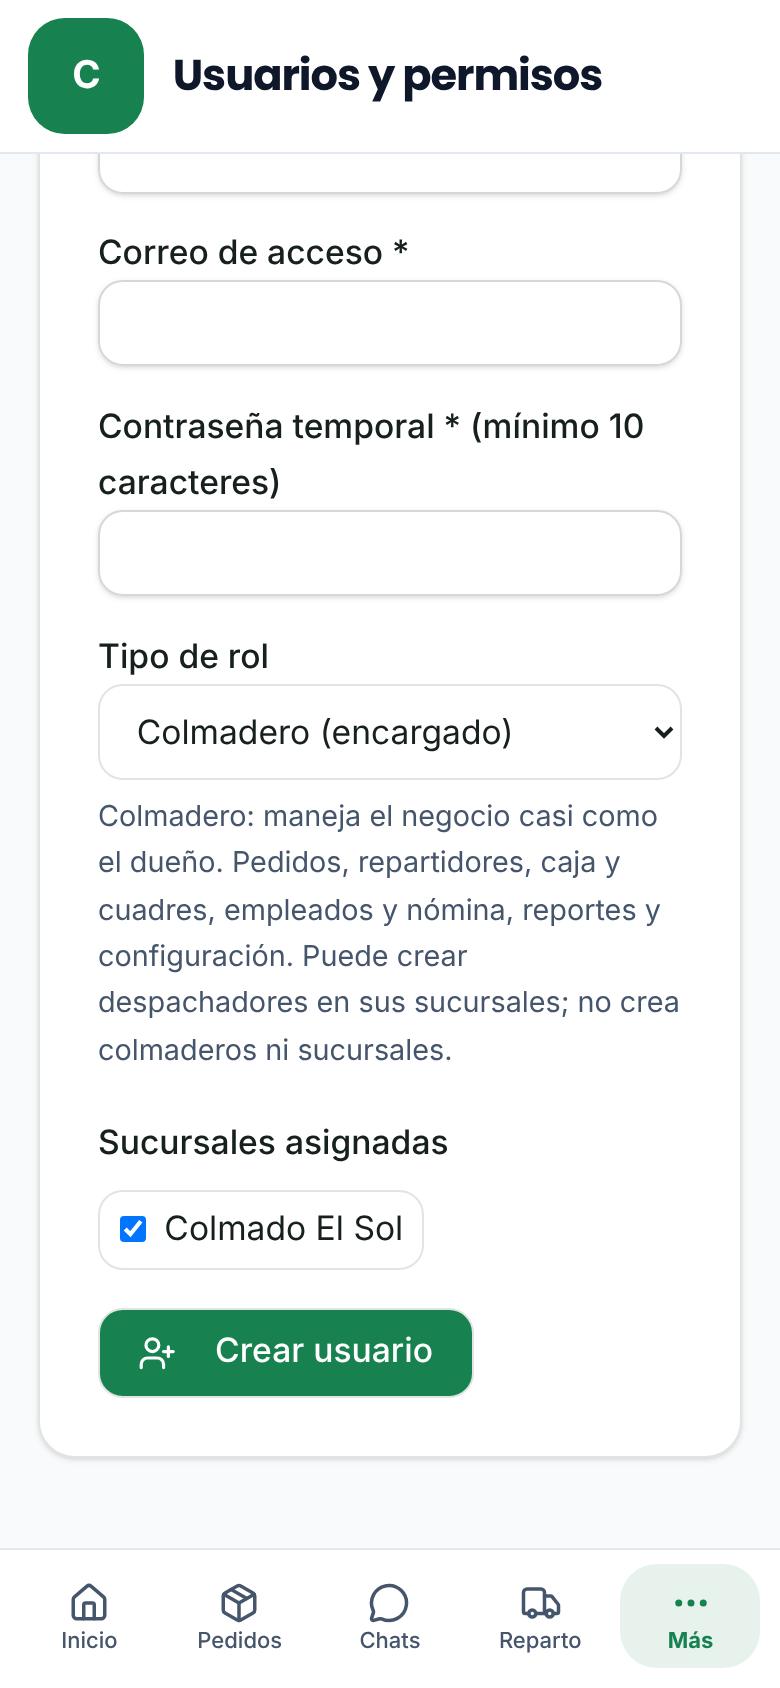 C
Usuarios y permisos
Correo de acceso *
Contraseña temporal * (mínimo 10
caracteres)
Tipo de rol
Colmadero (encargado)
Colmadero: maneja el negocio casi como
el dueño. Pedidos, repartidores, caja y
cuadres, empleados y nómina, reportes y
configuración. Puede crear
despachadores en sus sucursales; no crea
colmaderos ni sucursales.
Sucursales asignadas
Colmado El Sol
Crear usuario
Inicio
Pedidos
Chats
Reparto
Más